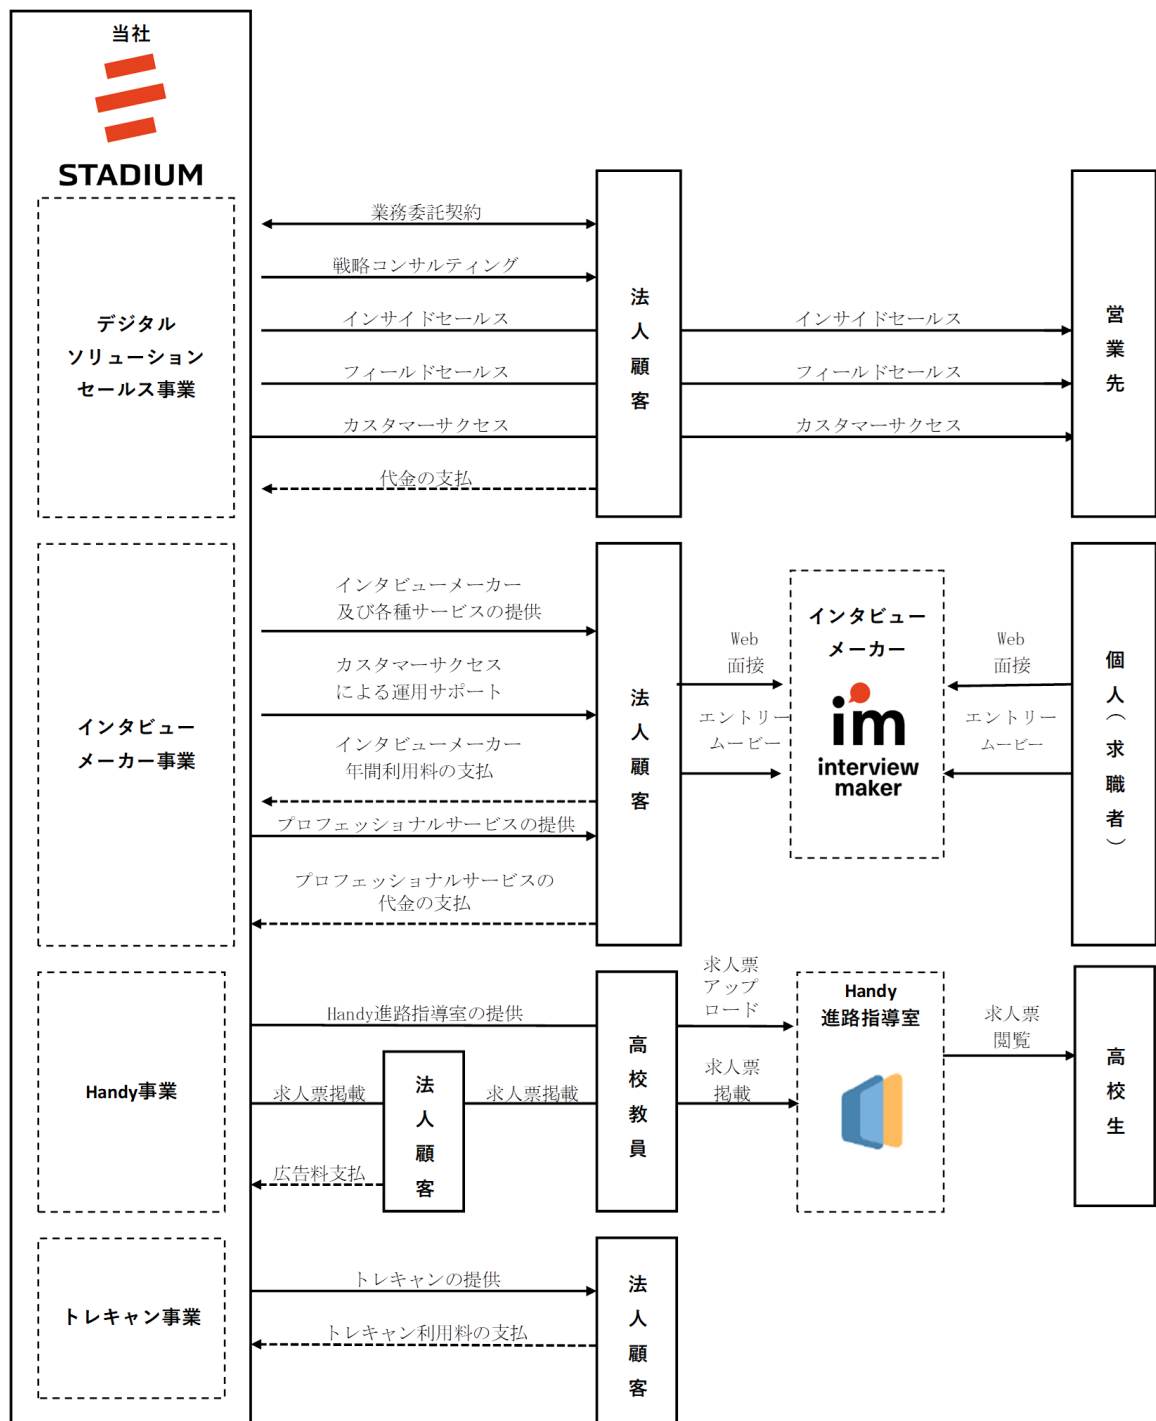 当社
STADIUM
デジタル
ソリューション
セールス事業
業務委託契約
戦略コンサルティング
インサイドセールス
フィールドセールス
カスタマーサクセス
代金の支払
法人顧客
インサイドセールス
フィールドセールス
カスタマーサクセス
営業先
インタビュー
メーカー事業
インタビューメーカー
及び各種サービスの提供
カスタマーサクセス
による運用サポート
インタビューメーカー
年間利用料の支払
プロフェッショナルサービスの提供
プロフェッショナルサービスの
代金の支払
法人顧客
Web
面接
エントリー
ムービー
インタビュー
メーカー
im
interview
maker
Web
面接
エントリー
ムービー
個人(求職者)
Handy事業
Handy進路指導室の提供
求人票掲載
広告料支払
法人顧客
求人票掲載
高校教員
求人票
アップ
ロード
求人票
掲載
Handy
進路指導室
求人票
閲覧
高校生
トレキャン事業
トレキャンの提供
トレキャン利用料の支払
法人顧客